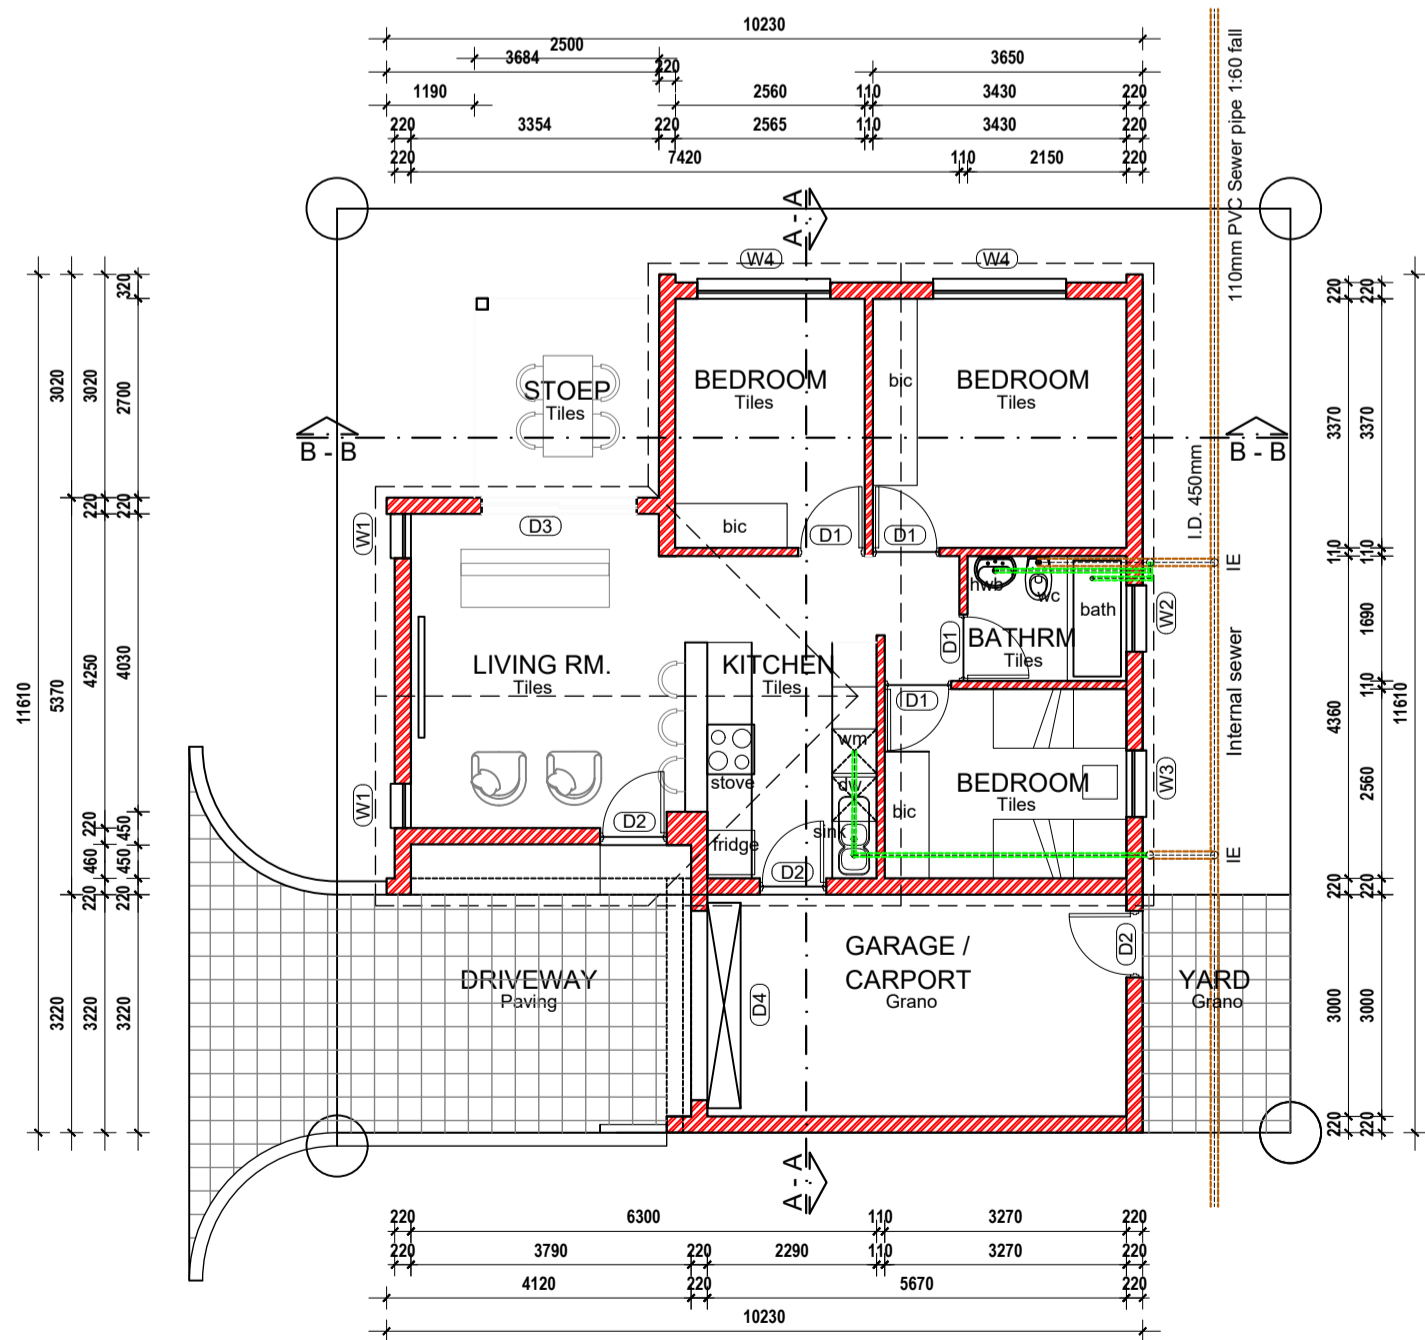 10230
2500
3684
220
3650
1190
2560
110
3430
220
220
3354
220
2565
110
3430
220
220
7420
110
2150
220
110mm PVC Sewer pipe 1:60 fall
A - A
W4
W4
320
3020
3020
2700
220
220
11610
5370
4250
4030
220
450
460
450
220
220
3220
3220
3220
220
220
3370
3370
110
110
1690
110
4360
2560
11610
220
220
3000
3000
220
220
STOEP
Tiles
BEDROOM
Tiles
bic
BEDROOM
Tiles
B - B
B - B
I.D. 450mm
W1
D3
bic
D1
D1
IE
hwb
wc
bath
W2
D1
BATHRM
Tiles
LIVING RM.
Tiles
KITCHEN
Tiles
D1
Internal sewer
wm
stove
dw
BEDROOM
Tiles
W3
W1
D2
sink
bic
fridge
IE
D2
GARAGE /
CARPORT
Grano
D2
DRIVEWAY
Paving
D4
YARD
Grano
A - A
220
6300
110
3270
220
220
3790
220
2290
110
3270
220
4120
220
5670
220
10230